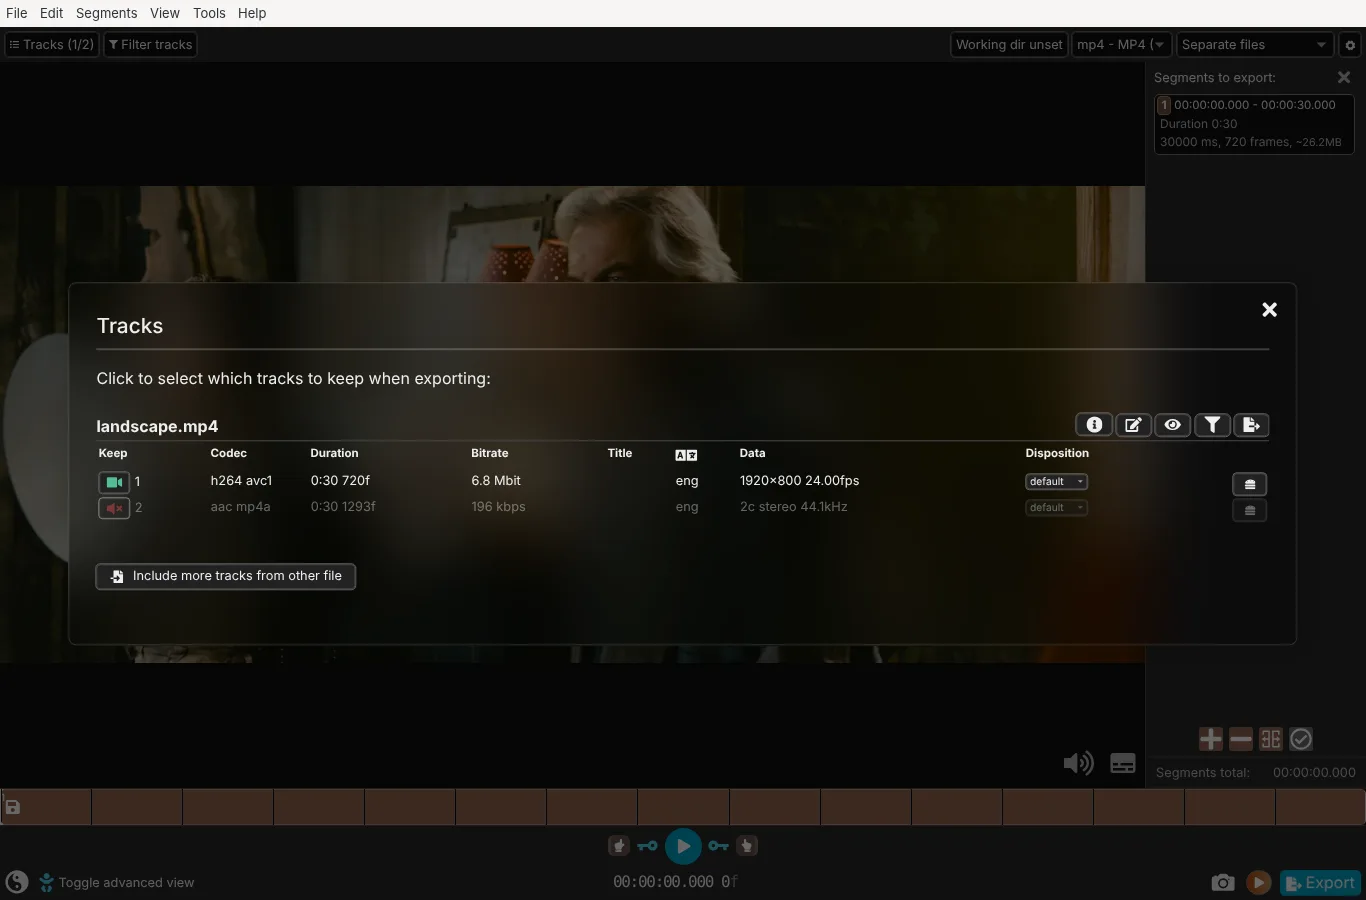 File Edit Segments View Tools Help
Tracks (1/2) Filter tracks Working dir unset mp4 - MP4 ( Separate files
Segments to export:
1 00:00:00.000 - 00:00:30.000
Duration 0:30
30000 ms, 720 frames, ~26.2MB
Tracks
Click to select which tracks to keep when exporting:
landscape.mp4
Keep Codec Duration Bitrate Title Data Disposition
1 h264 avc1 0:30 720f 6.8 Mbit eng 1920×800 24.00fps default
2 aac mp4a 0:30 1293f 196 kbps eng 2c stereo 44.1kHz default
Include more tracks from other file
Segments total: 00:00:00.000
Toggle advanced view 00:00:00.000 0f Export